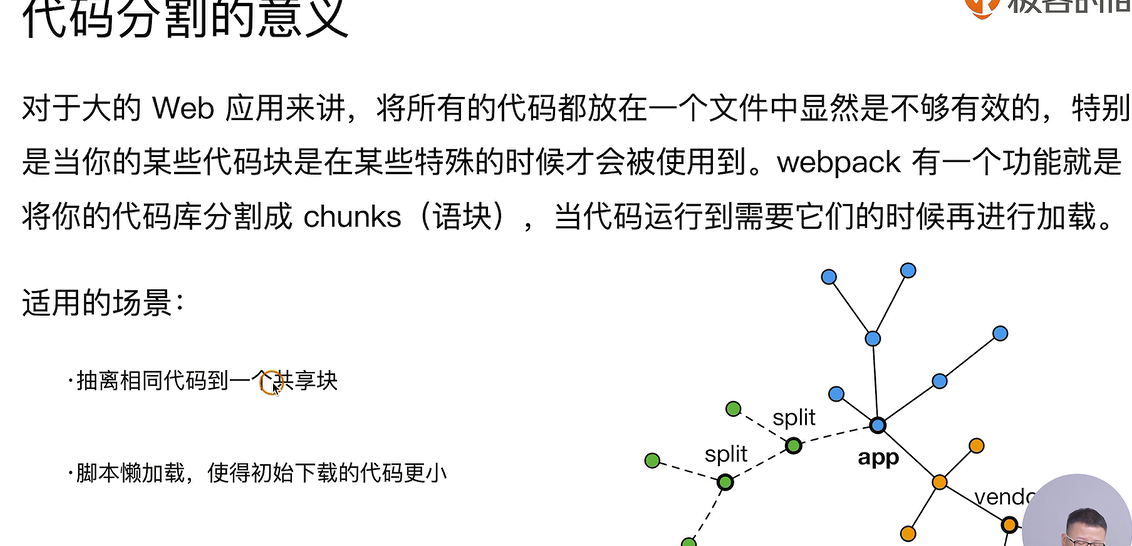 代码分割的意义
对于大的 Web 应用来讲，将所有的代码都放在一个文件中显然是不够有效的，特别
是当你的某些代码块是在某些特殊的时候才会被使用到。webpack 有一个功能就是
将你的代码库分割成 chunks（语块），当代码运行到需要它们的时候再进行加载。
适用的场景：
·抽离相同代码到一个共享块
split
split
app
·脚本懒加载，使得初始下载的代码更小